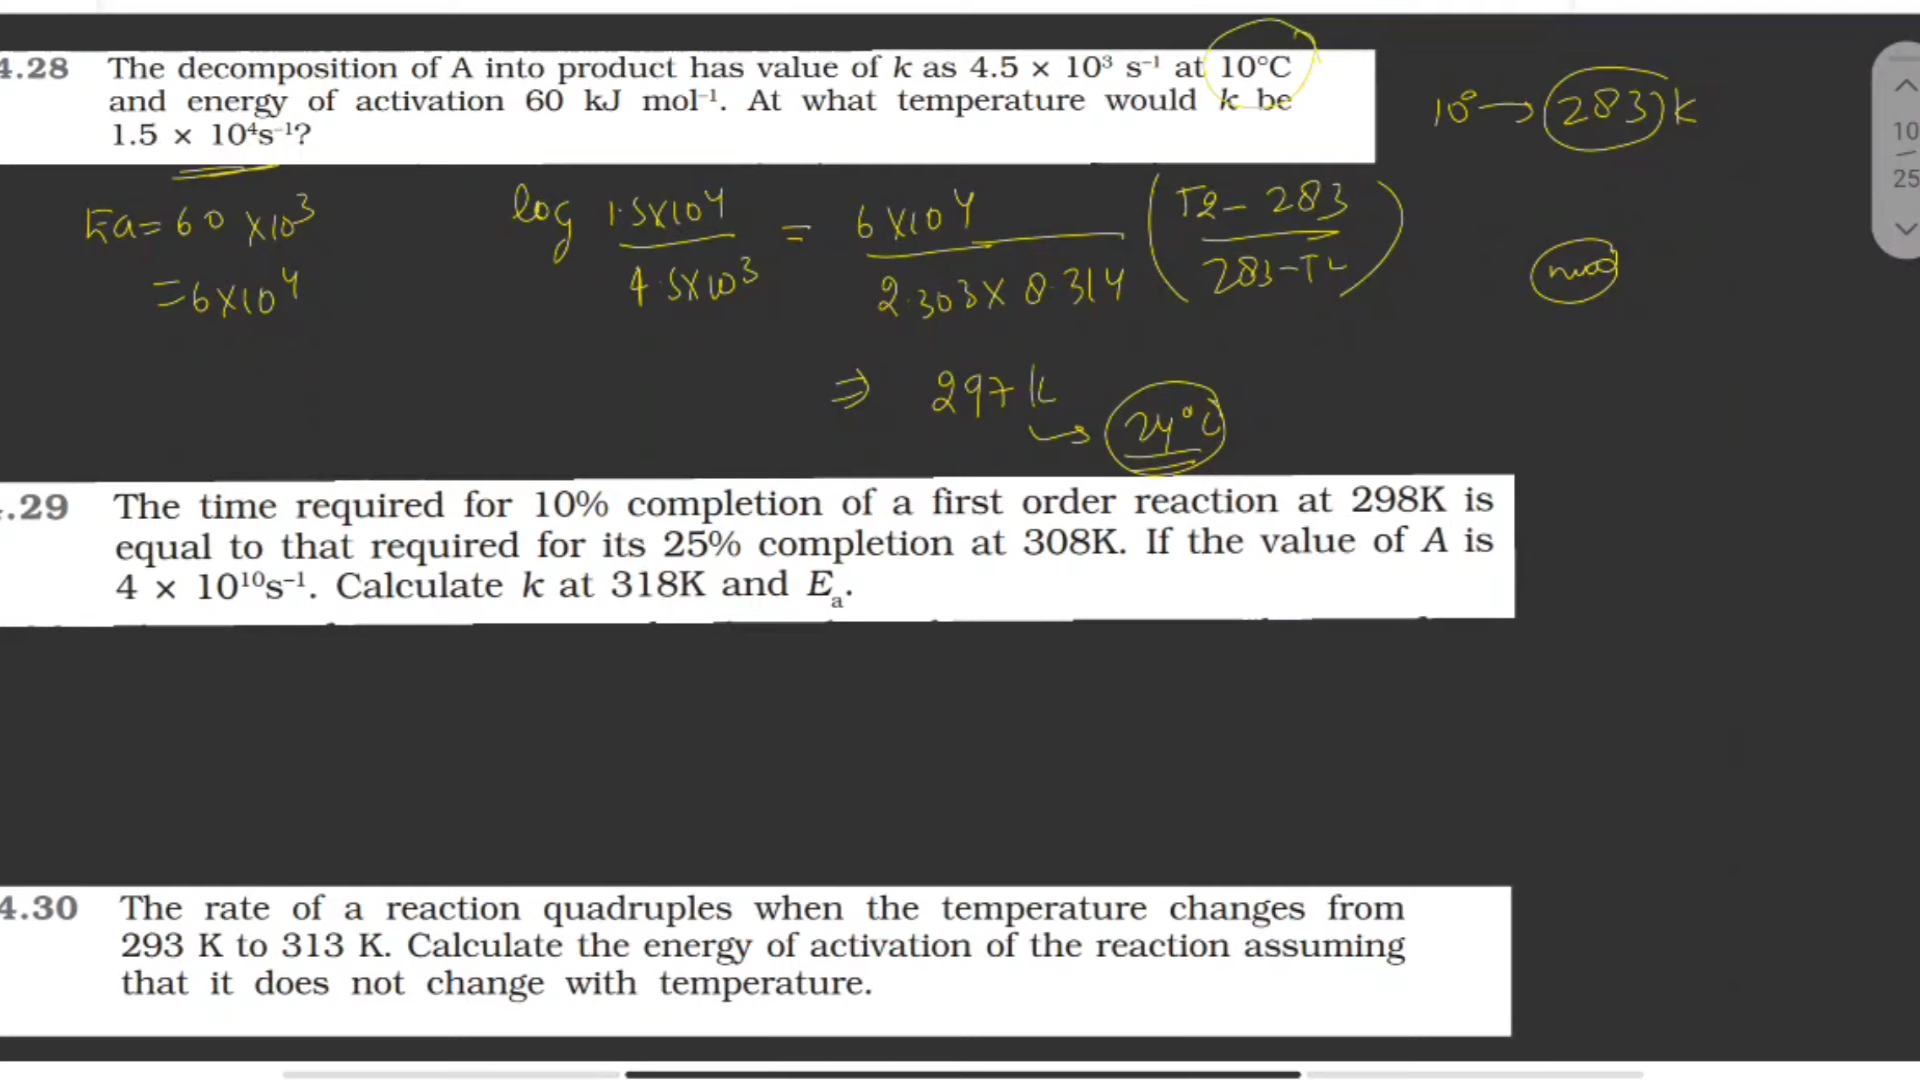 4.28 The decomposition of A into product has value of k as 4.5 × 10³ s⁻¹ at 10°C
and energy of activation 60 kJ mol⁻¹. At what temperature would k be
1.5 × 10⁴s⁻¹?
10° → 283 k
Ea = 60 × 10³
= 6 × 10⁴
log 1.5×10⁴ / 4.5×10³ = 6×10⁴ / 2.303 × 8.314 (T2 - 283 / 283-T2)
⇒ 297 k
24°C
.29 The time required for 10% completion of a first order reaction at 298K is
equal to that required for its 25% completion at 308K. If the value of A is
4 × 10¹⁰s⁻¹. Calculate k at 318K and Eₐ.
4.30 The rate of a reaction quadruples when the temperature changes from
293 K to 313 K. Calculate the energy of activation of the reaction assuming
that it does not change with temperature.
10
25